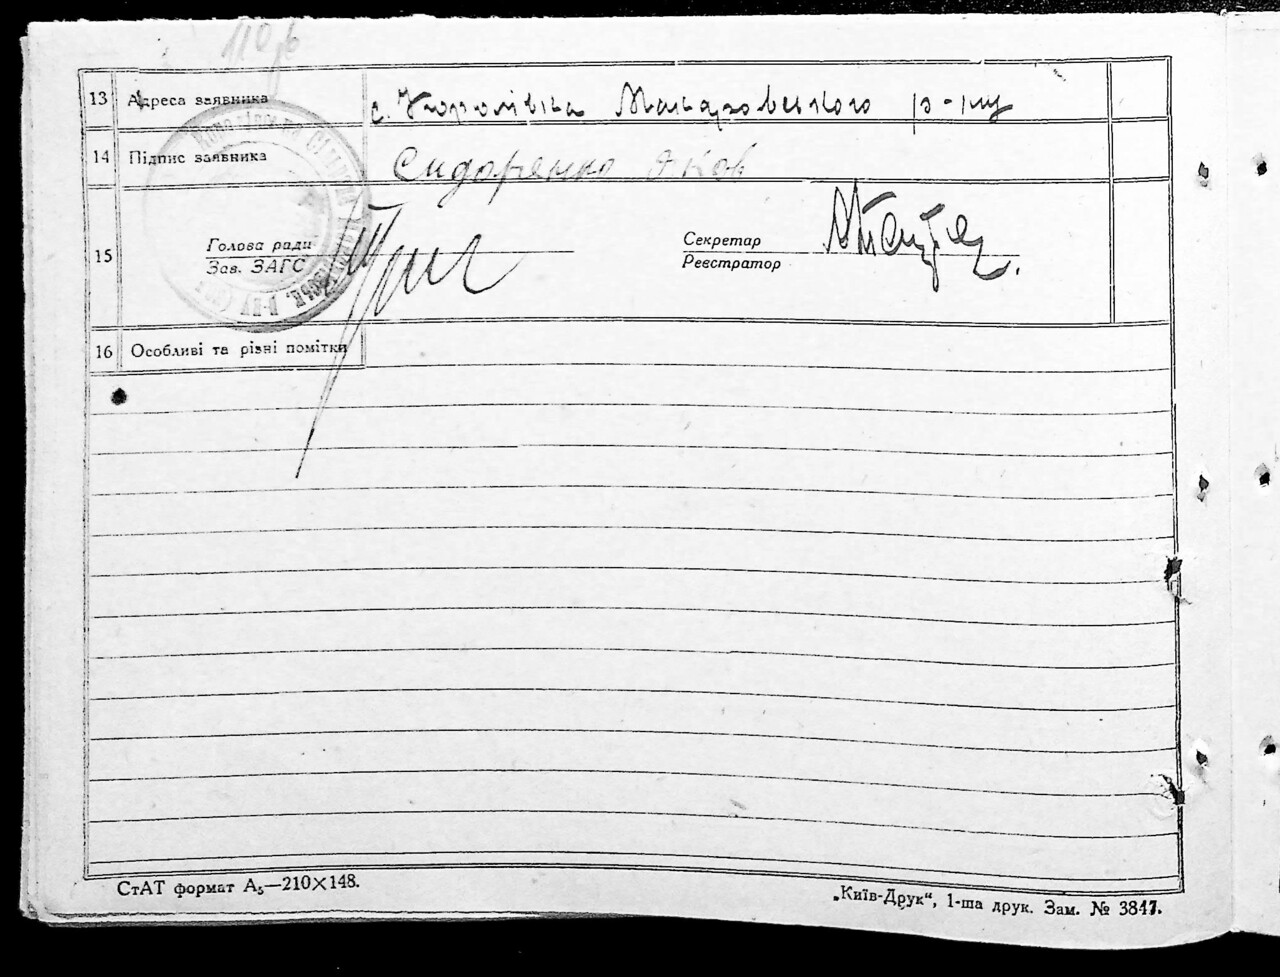 110
13 Адреса заявника с. Королівка Макаровського р-ну
14 Підпис заявника Сидоренко Яков
15 Голова ради Секретар
Зав. ЗАГС Реєстратор
16 Особливі та різні помітки
СтАТ формат А₅—210×148.
„Київ-Друк“, 1-ша друк. Зам. № 3847.